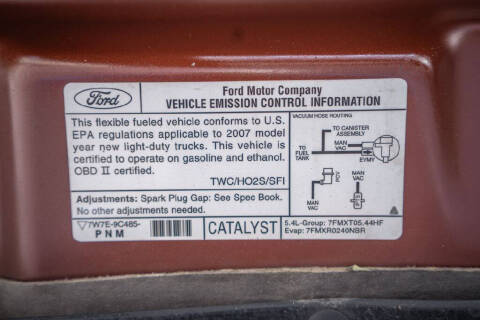 Ford
Ford Motor Company
VEHICLE EMISSION CONTROL INFORMATION
This flexible fueled vehicle conforms to U.S.
EPA regulations applicable to 2007 model
year new light-duty trucks. This vehicle is
certified to operate on gasoline and ethanol.
OBD II certified.
TWC/HO2S/SFI
VACUUM HOSE ROUTING
TO CANISTER
ASSEMBLY
MAN
VAC
TO
FUEL
TANK
EVMV
PCV
MAN
VAC
MAN
VAC
Adjustments: Spark Plug Gap: See Spec Book.
No other adjustments needed.
7W7E-9C485-
PNM
CATALYST
5.4L-Group: 7FMXT05.44HF
Evap: 7FMXR0240NBR